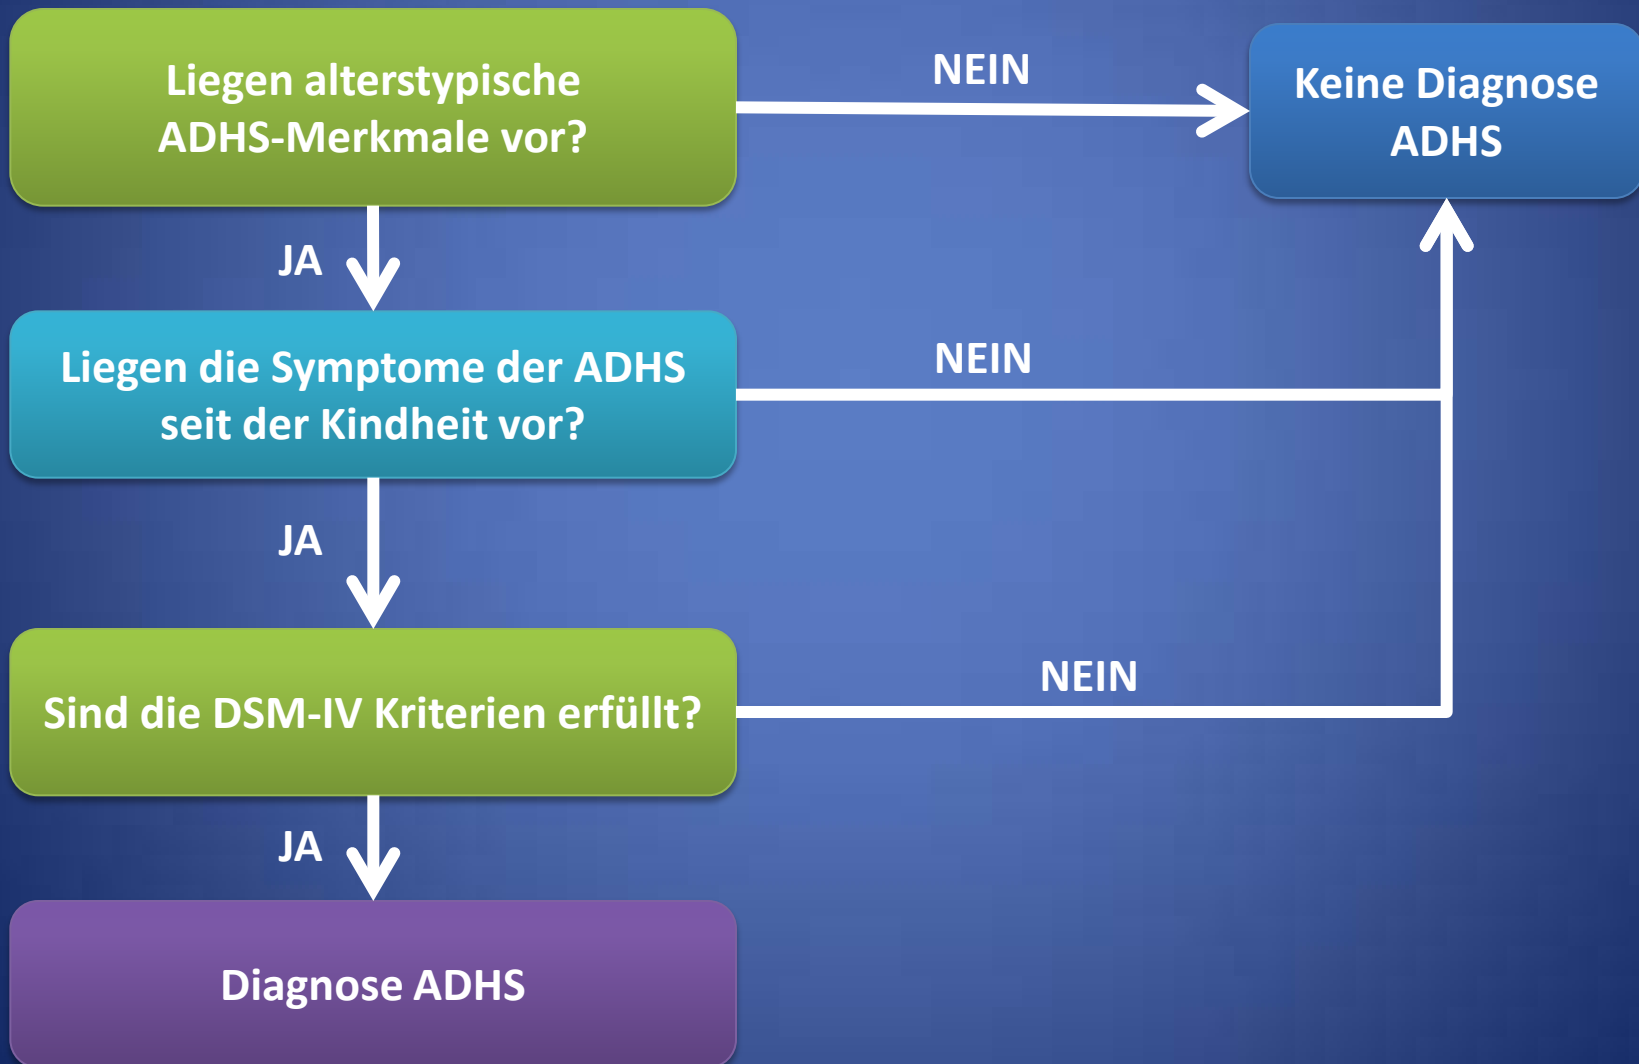 Liegen alterstypische
ADHS-Merkmale vor?
NEIN
Keine Diagnose
ADHS
JA
Liegen die Symptome der ADHS
seit der Kindheit vor?
NEIN
JA
Sind die DSM-IV Kriterien erfüllt?
NEIN
JA
Diagnose ADHS